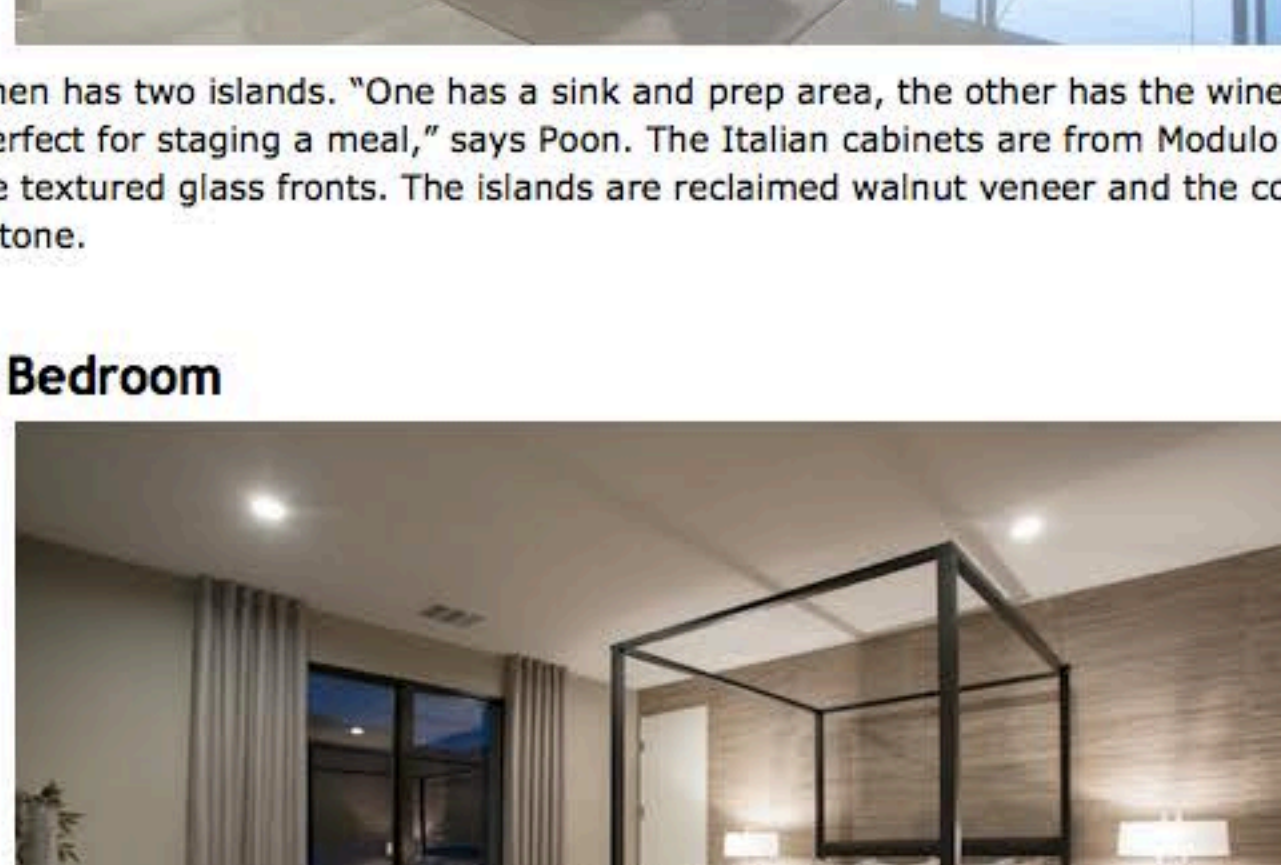 hen has two islands. “One has a sink and prep area, the other has the wine
erfect for staging a meal,” says Poon. The Italian cabinets are from Modulo
e textured glass fronts. The islands are reclaimed walnut veneer and the co
tone.
Bedroom